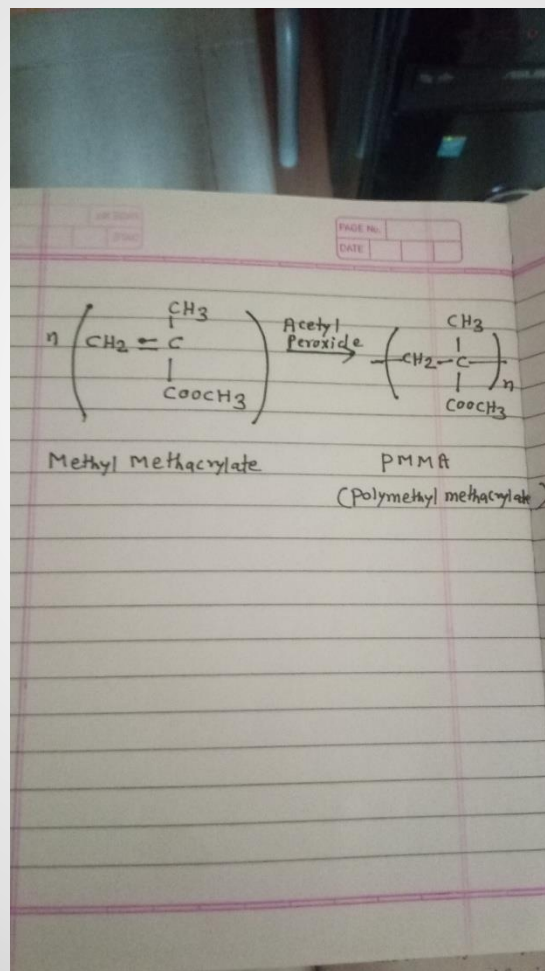 PAGE No.
DATE
CH3
n ( CH2 = C ) Acetyl Peroxide → ( CH2 - C ) n
COOCH3
CH3
COOCH3
Methyl Methacrylate
PMMA
(Polymethyl methacrylate)